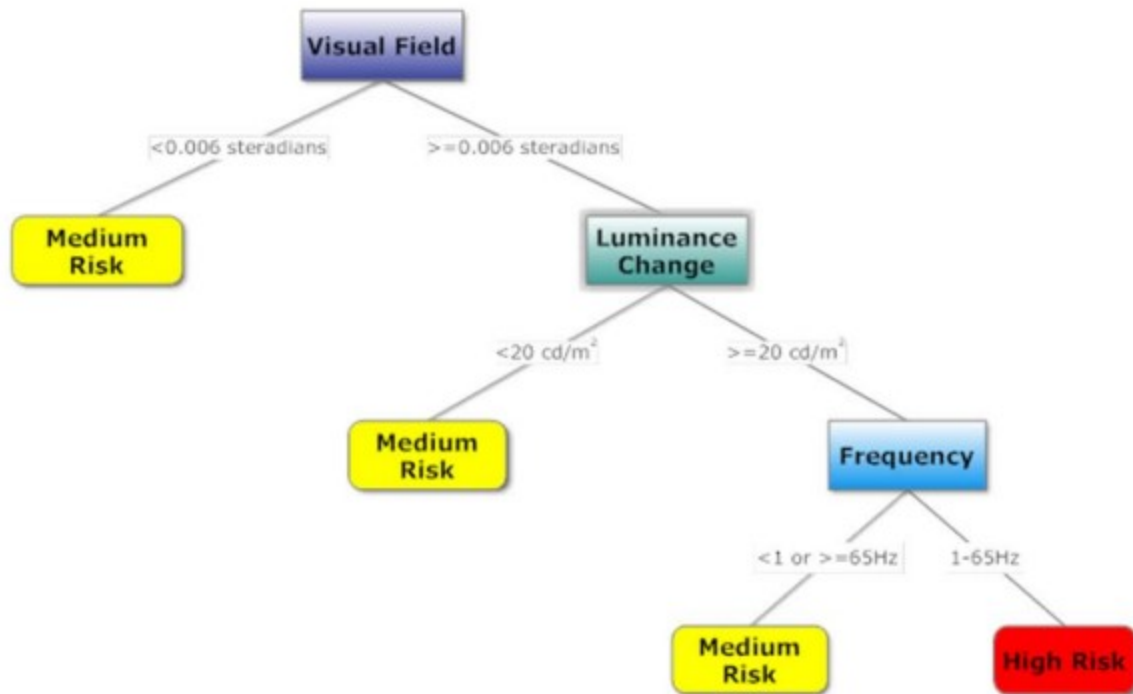 Visual Field
<0.006 steradians
>=0.006 steradians
Medium
Risk
Luminance
Change
<20 cd/m²
>=20 cd/m²
Medium
Risk
Frequency
<1 or >=65Hz
1-65Hz
Medium
Risk
High Risk